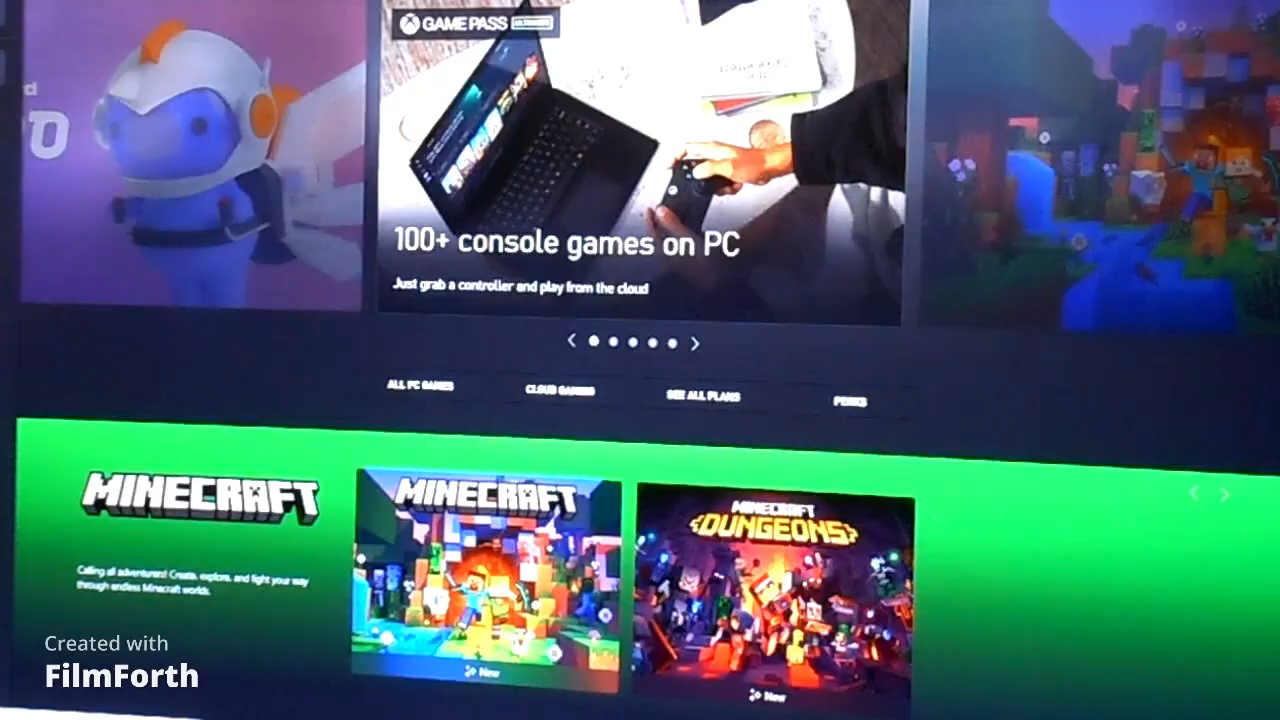 GAME PASS ULTIMATE
100+ console games on PC
Just grab a controller and play from the cloud
ALL PC GAMES
CLOUD GAMING
SEE ALL PLANS
PERKS
MINECRAFT
Calling all adventurers! Create, explore, and fight your way
through endless Minecraft worlds.
MINECRAFT
New
MINECRAFT
DUNGEONS
New
Created with
FilmForth